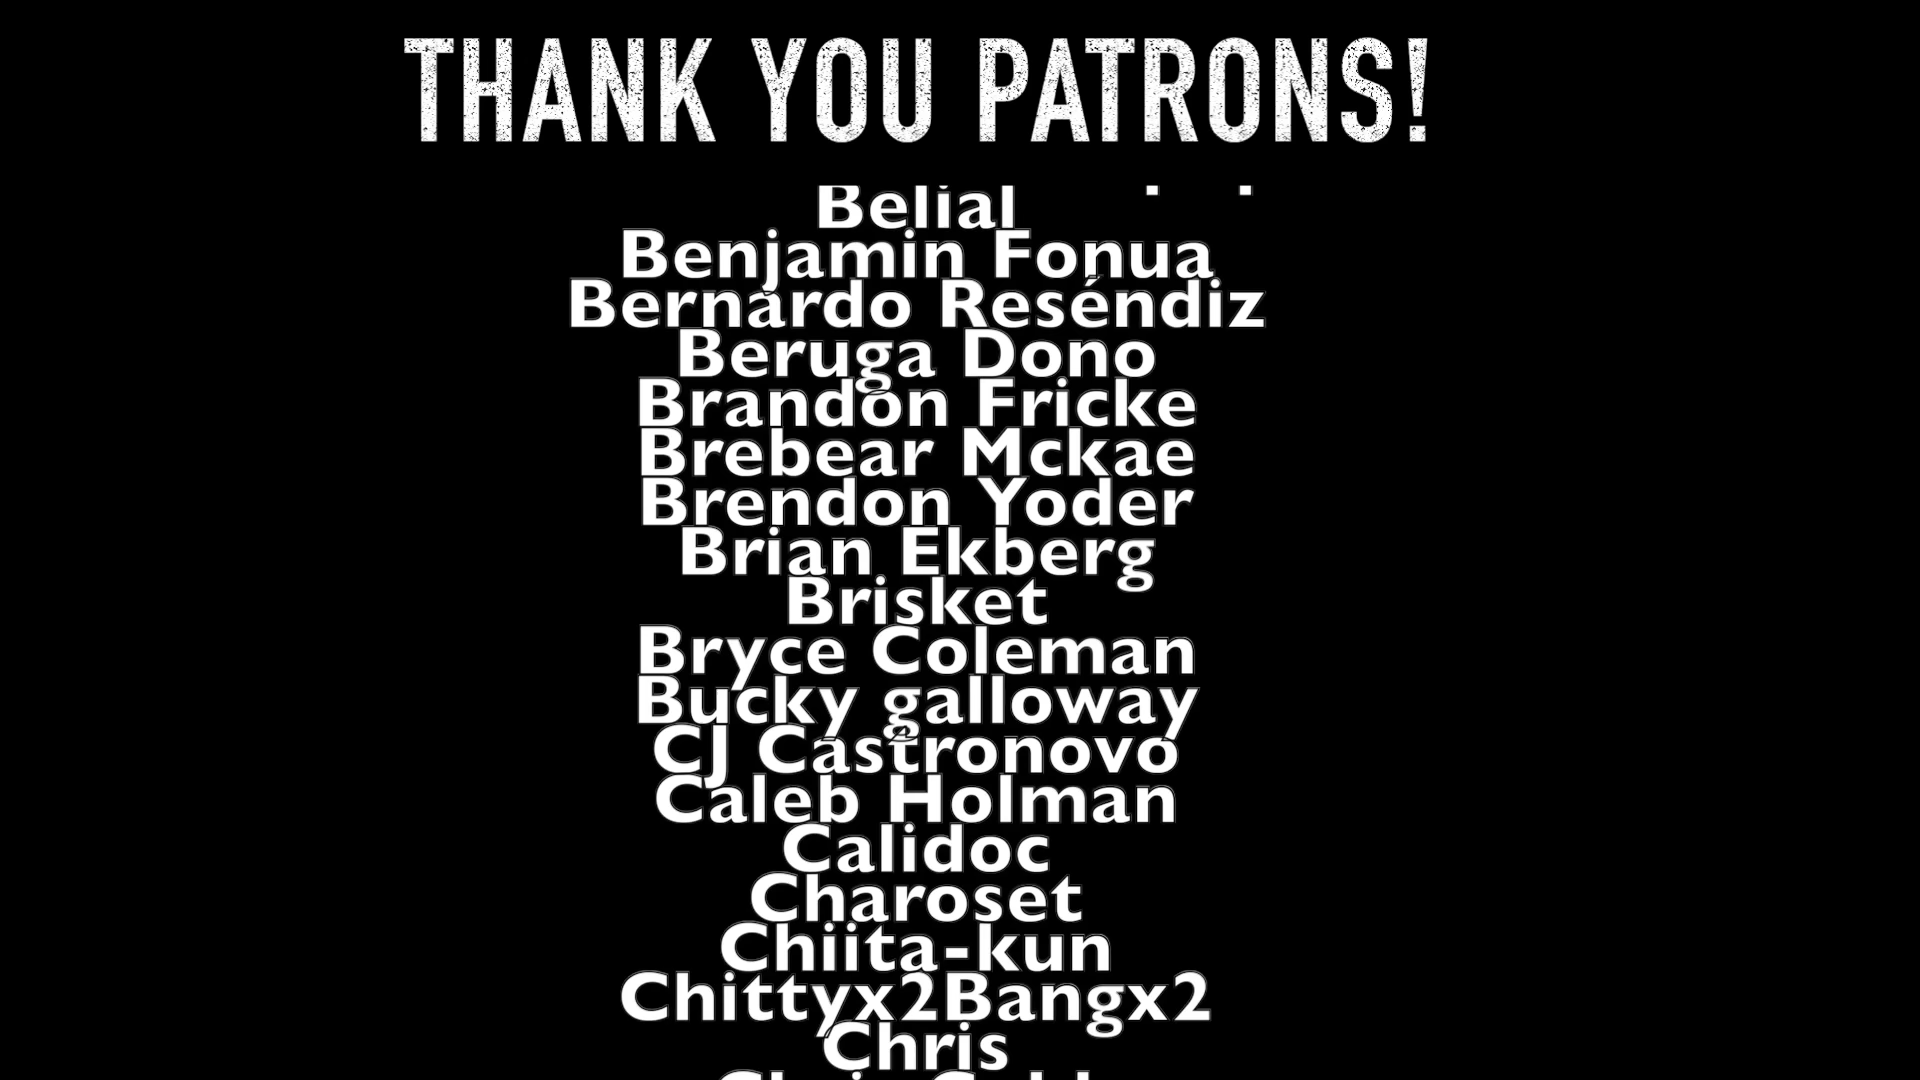 THANK YOU PATRONS!
Belial
Benjamin Fonua
Bernardo Reséndiz
Beruga Dono
Brandon Fricke
Brebear Mckae
Brendon Yoder
Brian Ekberg
Brisket
Bryce Coleman
Bucky galloway
CJ Castronovo
Caleb Holman
Calidoc
Charoset
Chiita-kun
Chittyx2Bangx2
Chris